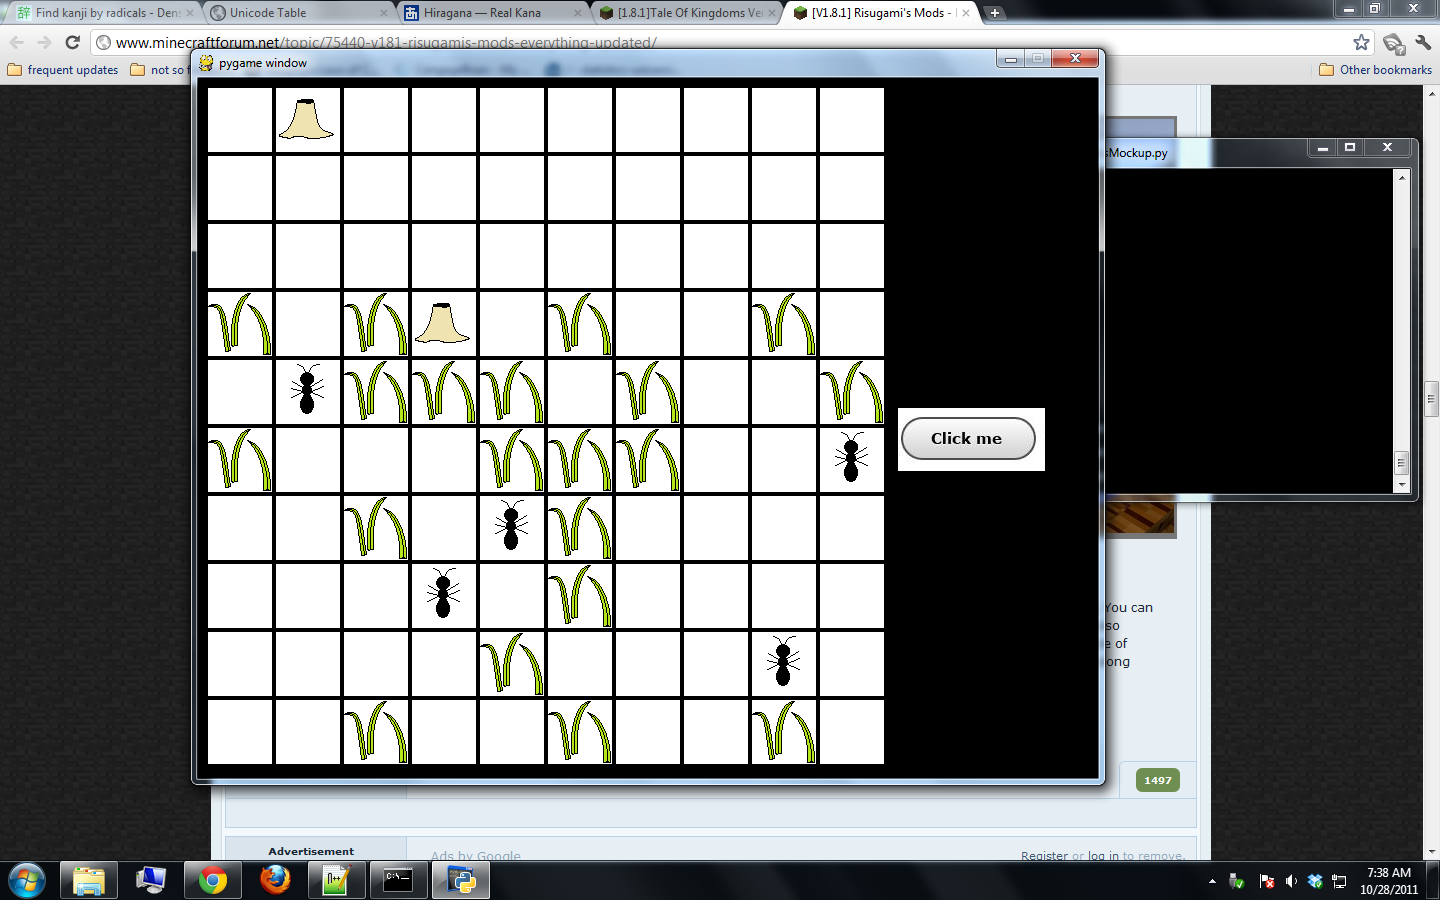 Find kanji by radicals - Den
Unicode Table
Hiragana — Real Kana
[1.8.1]Tale Of Kingdoms Ve
[V1.8.1] Risugami's Mods -
www.minecraftforum.net/topic/75440-v181-risugamis-mods-everything-updated/
frequent updates
not so f
Other bookmarks
pygame window
sMockup.py
Click me
You can
so
e of
ong
1497
Advertisement
Ads by Google
Register or log in to remove.
7:38 AM
10/28/2011